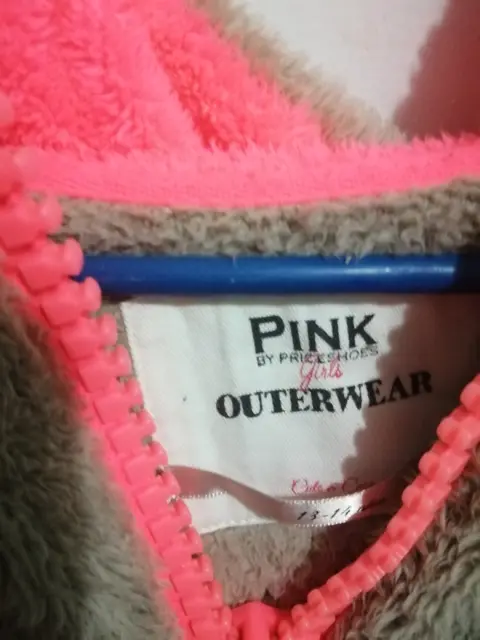 PINK
BY PRICESHOES
Girls
OUTERWEAR
13-14